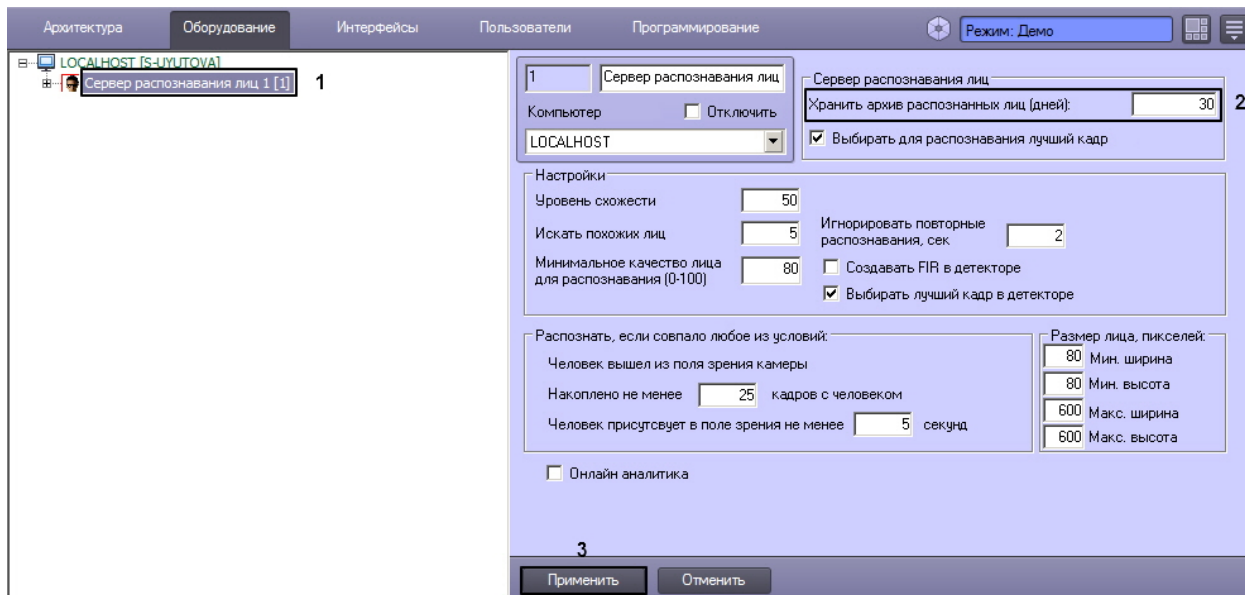 Архитектура Оборудование Интерфейсы Пользователи Программирование Режим: Демо
LOCALHOST [S-UYUTOVA]
Сервер распознавания лиц 1 [1]
1
1 Сервер распознавания лиц
Компьютер Отключить
LOCALHOST
Сервер распознавания лиц
Хранить архив распознанных лиц (дней): 30
2
Выбирать для распознавания лучший кадр
Настройки
Уровень схожести 50
Искать похожих лиц 5
Минимальное качество лица
для распознавания (0-100) 80
Игнорировать повторные
распознавания, сек 2
Создавать FIR в детекторе
Выбирать лучший кадр в детекторе
Распознать, если совпало любое из условий:
Человек вышел из поля зрения камеры
Накоплено не менее 25 кадров с человеком
Человек присутсвует в поле зрения не менее 5 секунд
Размер лица, пикселей:
80 Мин. ширина
80 Мин. высота
600 Макс. ширина
600 Макс. высота
Онлайн аналитика
3
Применить Отменить